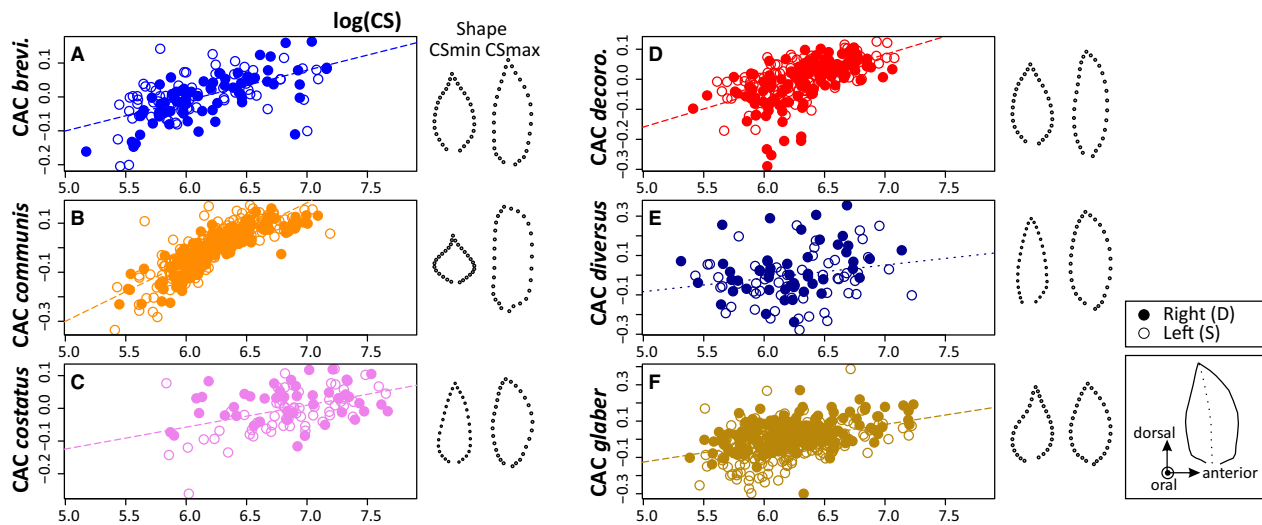 log(CS)
Shape
CSmin CSmax
A
CAC brevi.
0.1
0.0
−0.1
−0.2
5.0 5.5 6.0 6.5 7.0 7.5
B
CAC communis
0.1
−0.1
−0.3
5.0 5.5 6.0 6.5 7.0 7.5
C
CAC costatus
0.1
0.0
−0.2
5.0 5.5 6.0 6.5 7.0 7.5
D
CAC decoro.
0.1
0.0
−0.1
−0.2
−0.3
5.0 5.5 6.0 6.5 7.0 7.5
E
CAC diversus
0.3
0.1
−0.1
−0.3
5.0 5.5 6.0 6.5 7.0 7.5
F
CAC glaber
0.3
0.1
−0.1
−0.3
5.0 5.5 6.0 6.5 7.0 7.5
Right (D)
Left (S)
dorsal
anterior
oral